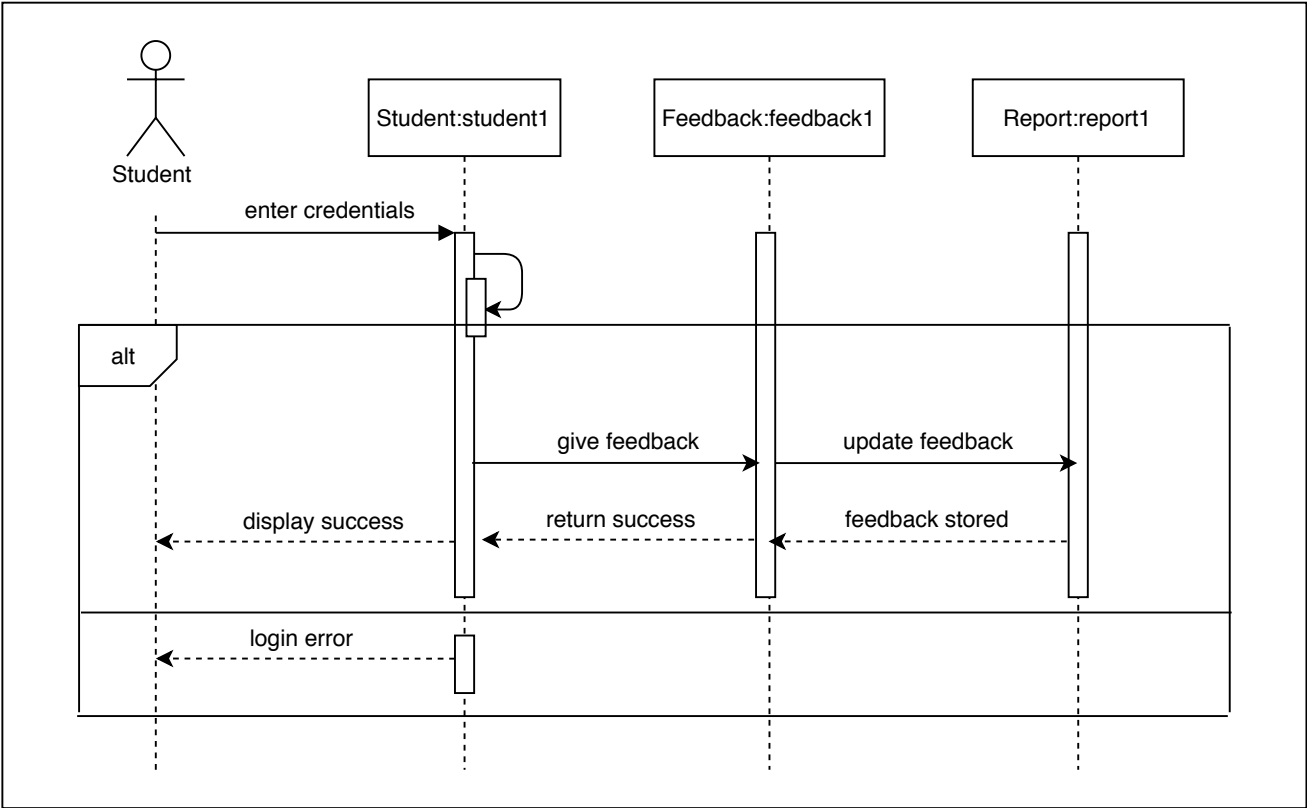 Student:student1
Feedback:feedback1
Report:report1
Student
enter credentials
alt
give feedback
update feedback
display success
return success
feedback stored
login error